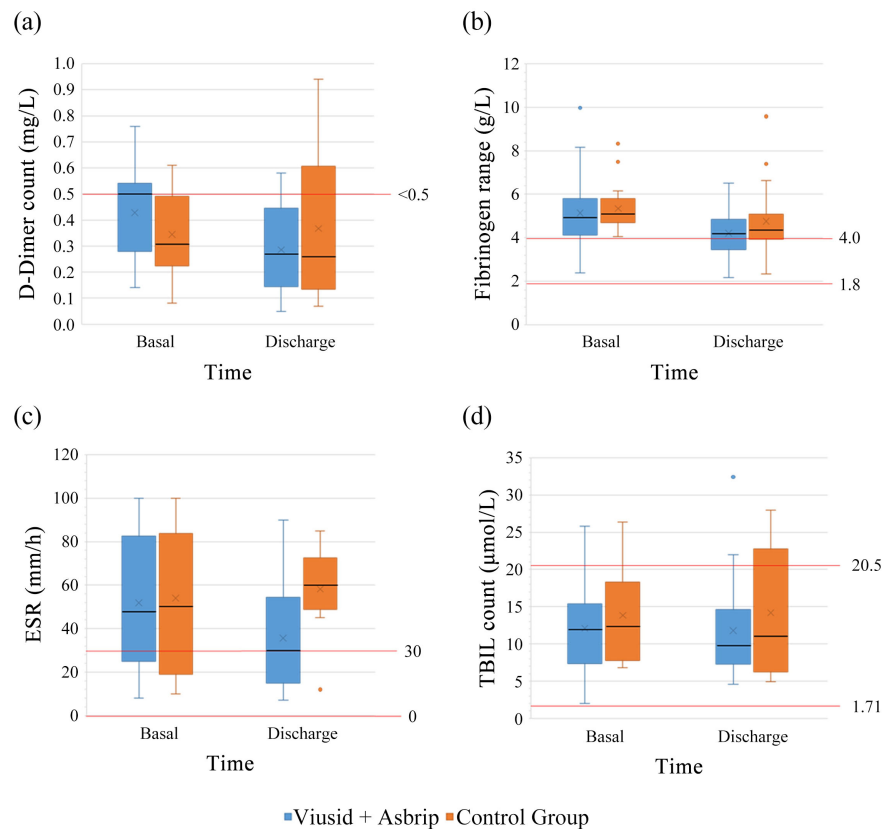 (a)
D-Dimer count (mg/L)
1.0
0.9
0.8
0.7
0.6
0.5
0.4
0.3
0.2
0.1
0.0
<0.5
Basal Discharge
Time
(b)
Fibrinogen range (g/L)
12
10
8
6
4
2
0
4.0
1.8
Basal Discharge
Time
(c)
ESR (mm/h)
120
100
80
60
40
20
0
30
0
Basal Discharge
Time
(d)
TBIL count (μmol/L)
35
30
25
20
15
10
5
0
20.5
1.71
Basal Discharge
Time
Viusid + Asbrip Control Group